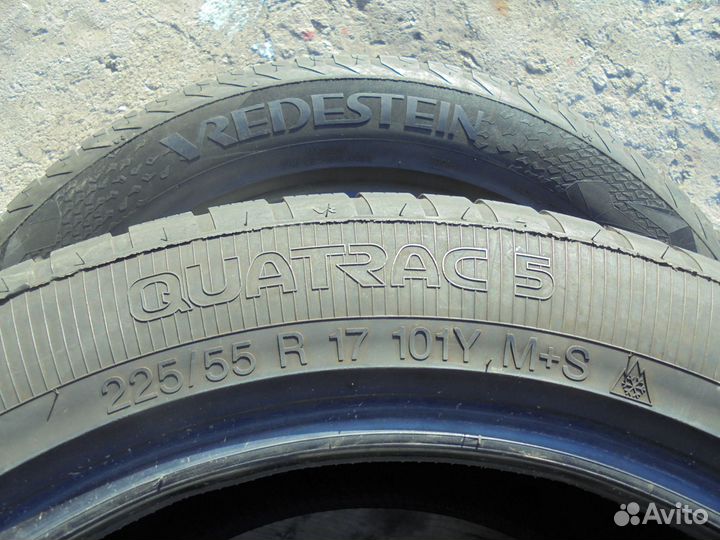 VREDESTEIN
QUATRAC 5
225/55 R 17 101Y M+S
Avito